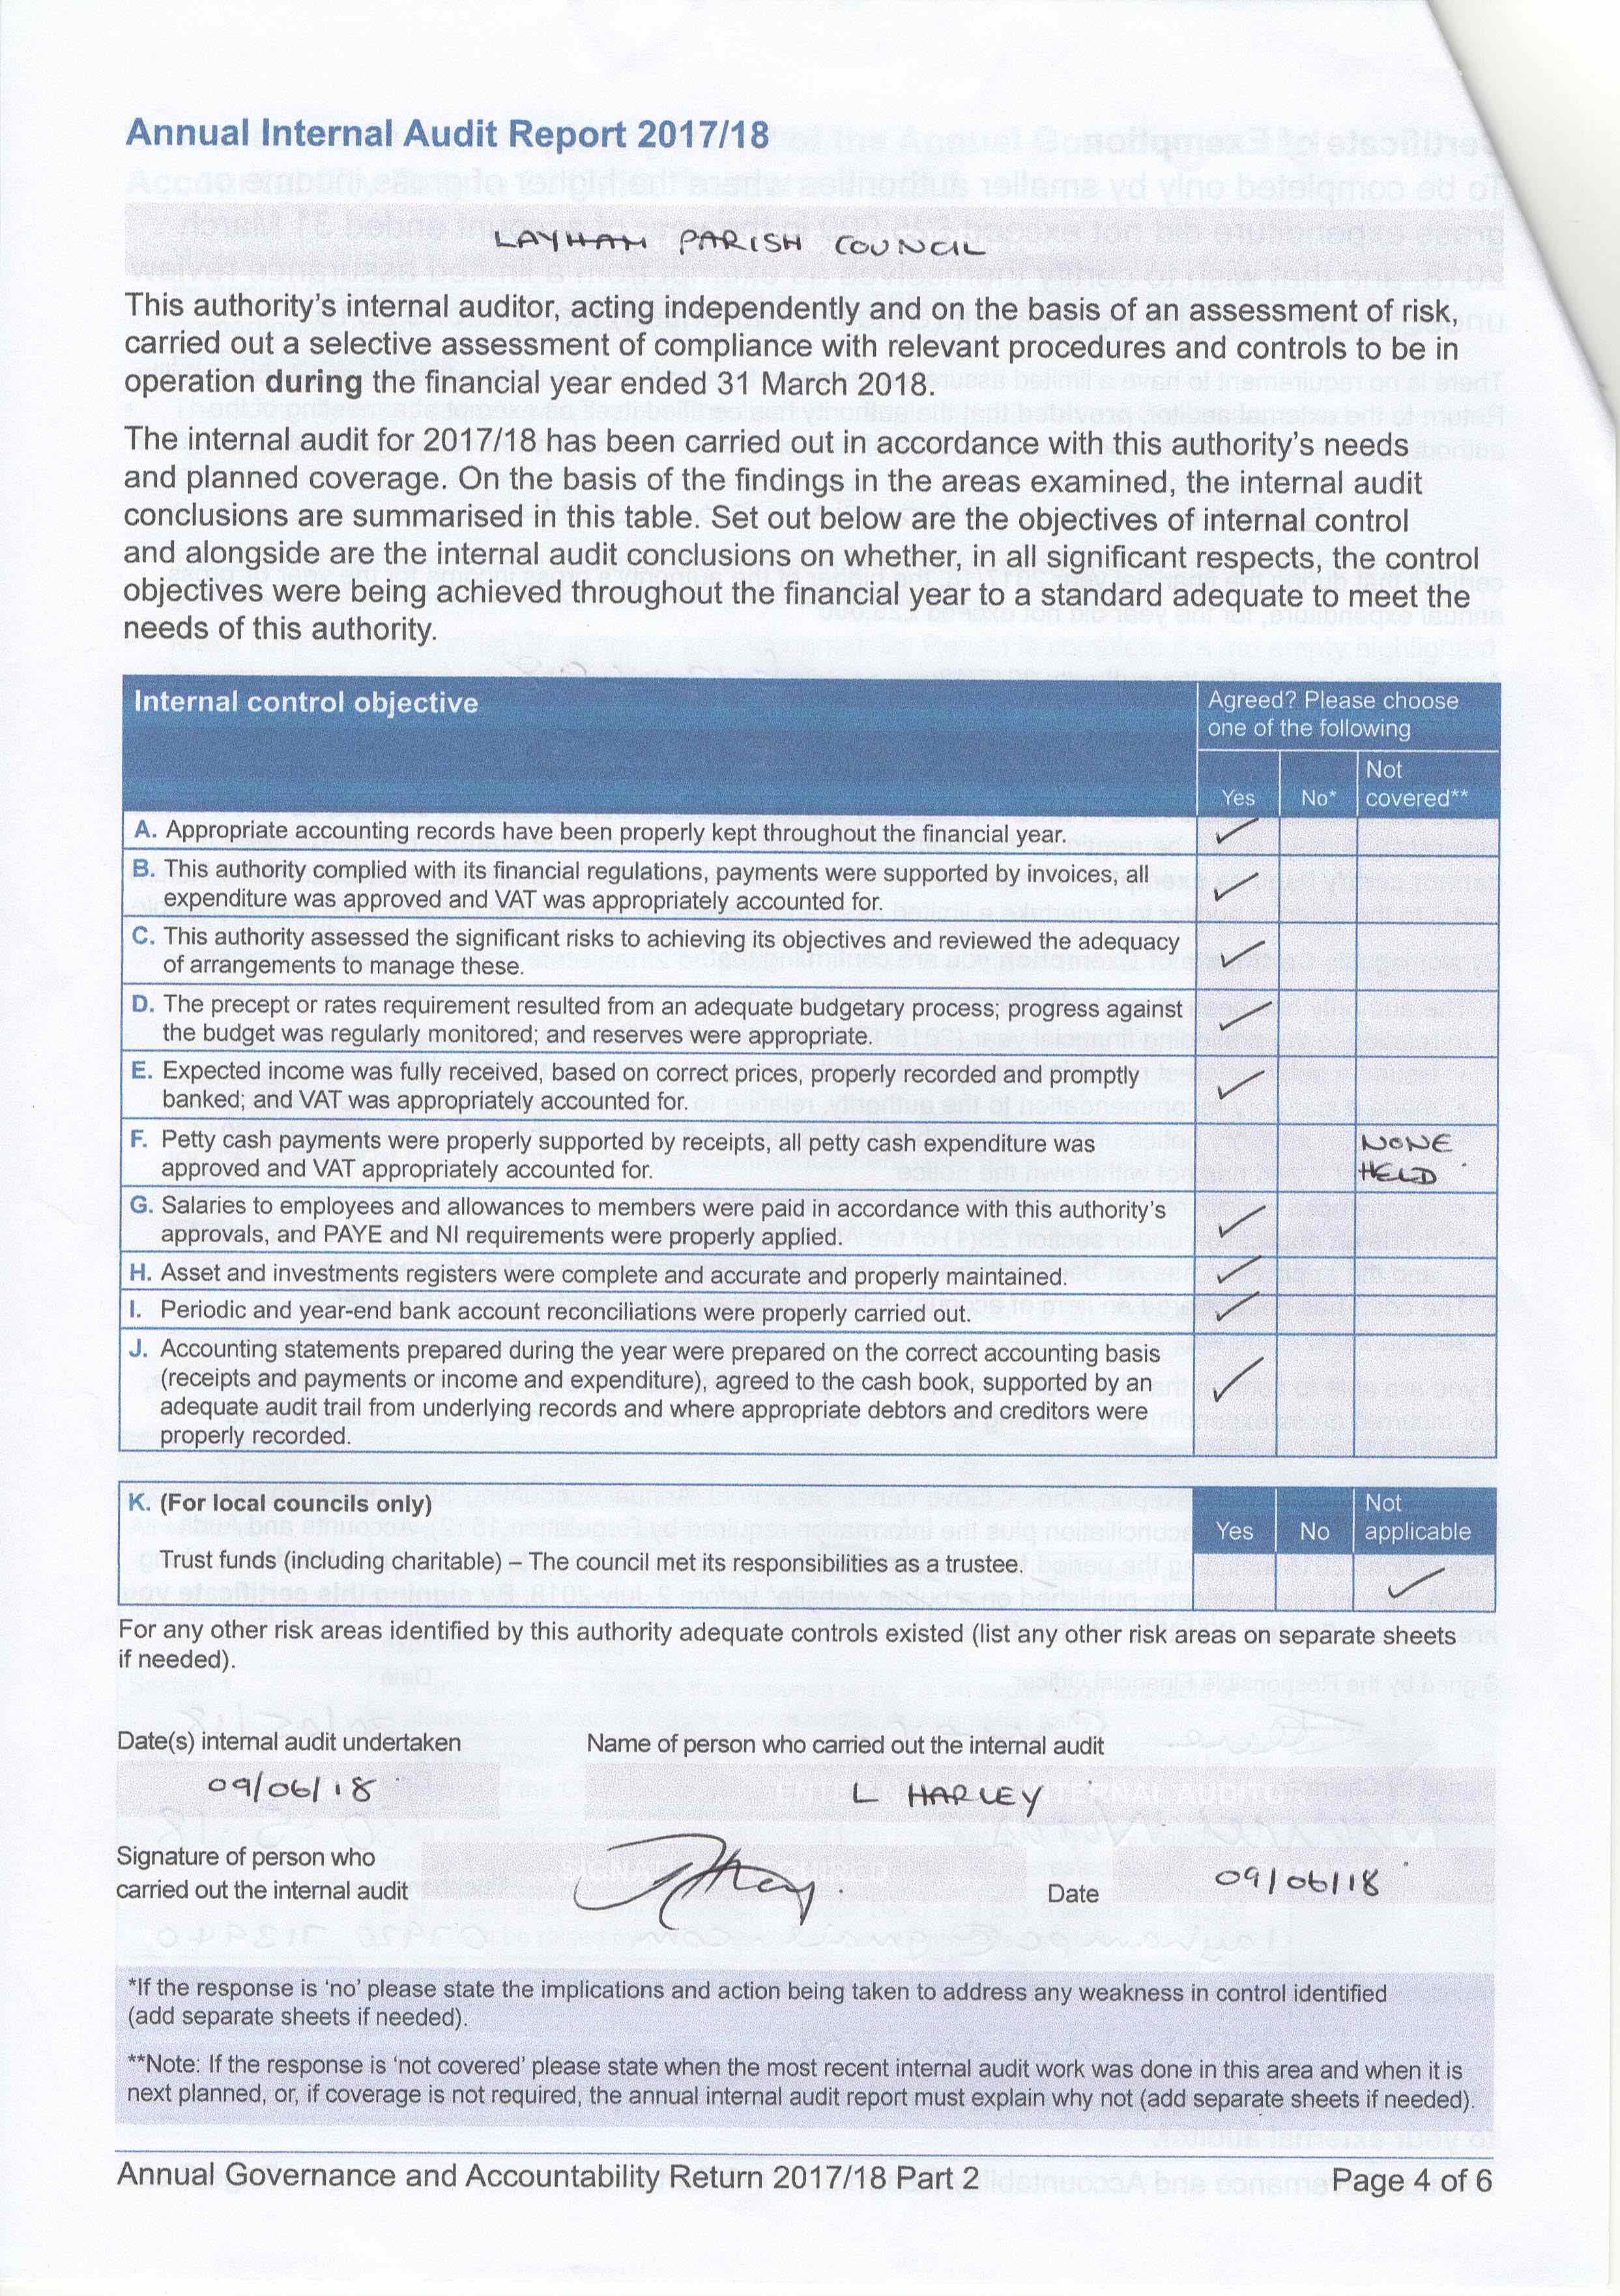 Annual Internal Audit Report 2017/18
LAYHAM PARISH COUNCIL
This authority's internal auditor, acting independently and on the basis of an assessment of risk,
carried out a selective assessment of compliance with relevant procedures and controls to be in
operation during the financial year ended 31 March 2018.
The internal audit for 2017/18 has been carried out in accordance with this authority's needs
and planned coverage. On the basis of the findings in the areas examined, the internal audit
conclusions are summarised in this table. Set out below are the objectives of internal control
and alongside are the internal audit conclusions on whether, in all significant respects, the control
objectives were being achieved throughout the financial year to a standard adequate to meet the
needs of this authority.
Internal control objective
Agreed? Please choose
one of the following
Yes No* Not
covered**
A. Appropriate accounting records have been properly kept throughout the financial year. ✓
B. This authority complied with its financial regulations, payments were supported by invoices, all
expenditure was approved and VAT was appropriately accounted for. ✓
C. This authority assessed the significant risks to achieving its objectives and reviewed the adequacy
of arrangements to manage these. ✓
D. The precept or rates requirement resulted from an adequate budgetary process; progress against
the budget was regularly monitored; and reserves were appropriate. ✓
E. Expected income was fully received, based on correct prices, properly recorded and promptly
banked; and VAT was appropriately accounted for. ✓
F. Petty cash payments were properly supported by receipts, all petty cash expenditure was NONE
approved and VAT appropriately accounted for. HELD
G. Salaries to employees and allowances to members were paid in accordance with this authority's
approvals, and PAYE and NI requirements were properly applied. ✓
H. Asset and investments registers were complete and accurate and properly maintained. ✓
I. Periodic and year-end bank account reconciliations were properly carried out. ✓
J. Accounting statements prepared during the year were prepared on the correct accounting basis
(receipts and payments or income and expenditure), agreed to the cash book, supported by an ✓
adequate audit trail from underlying records and where appropriate debtors and creditors were
properly recorded.
K. (For local councils only)
Yes No Not
applicable
Trust funds (including charitable) – The council met its responsibilities as a trustee. ✓
For any other risk areas identified by this authority adequate controls existed (list any other risk areas on separate sheets
if needed).
Date(s) internal audit undertaken Name of person who carried out the internal audit
09/06/18 L HARLEY
Signature of person who
carried out the internal audit Date 09/06/18
*If the response is 'no' please state the implications and action being taken to address any weakness in control identified
(add separate sheets if needed).
**Note: If the response is 'not covered' please state when the most recent internal audit work was done in this area and when it is
next planned, or, if coverage is not required, the annual internal audit report must explain why not (add separate sheets if needed).
Annual Governance and Accountability Return 2017/18 Part 2 Page 4 of 6